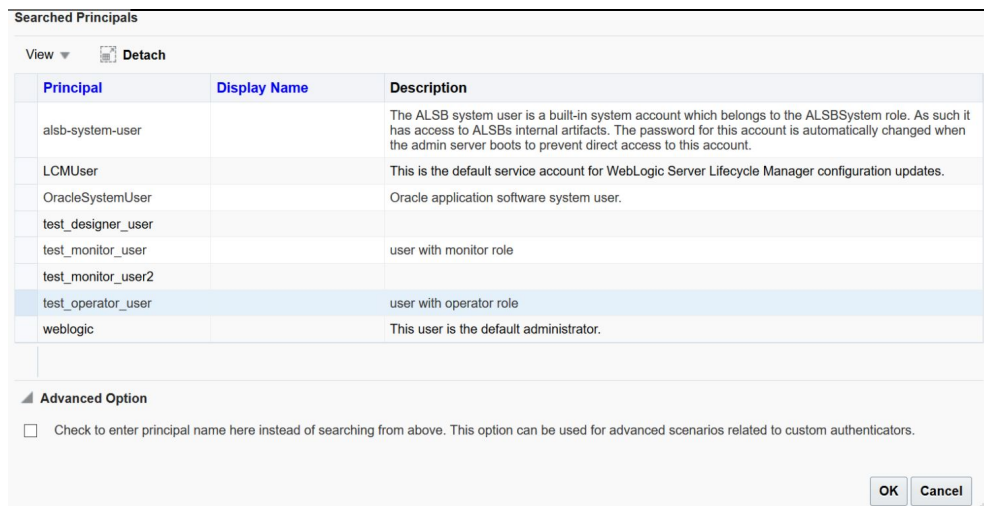 Searched Principals
View Detach
Principal Display Name Description
alsb-system-user The ALSB system user is a built-in system account which belongs to the ALSBSystem role. As such it
has access to ALSBs internal artifacts. The password for this account is automatically changed when
the admin server boots to prevent direct access to this account.
LCMUser This is the default service account for WebLogic Server Lifecycle Manager configuration updates.
OracleSystemUser Oracle application software system user.
test_designer_user
test_monitor_user user with monitor role
test_monitor_user2
test_operator_user user with operator role
weblogic This user is the default administrator.
Advanced Option
Check to enter principal name here instead of searching from above. This option can be used for advanced scenarios related to custom authenticators.
OK Cancel